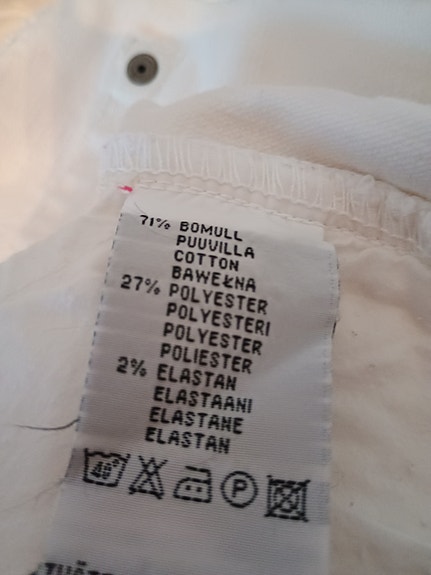 71% BOMULL
PUUVILLA
COTTON
BAWEŁNA
27% POLYESTER
POLYESTERI
POLYESTER
POLIESTER
2% ELASTAN
ELASTAANI
ELASTANE
ELASTAN
40°
P